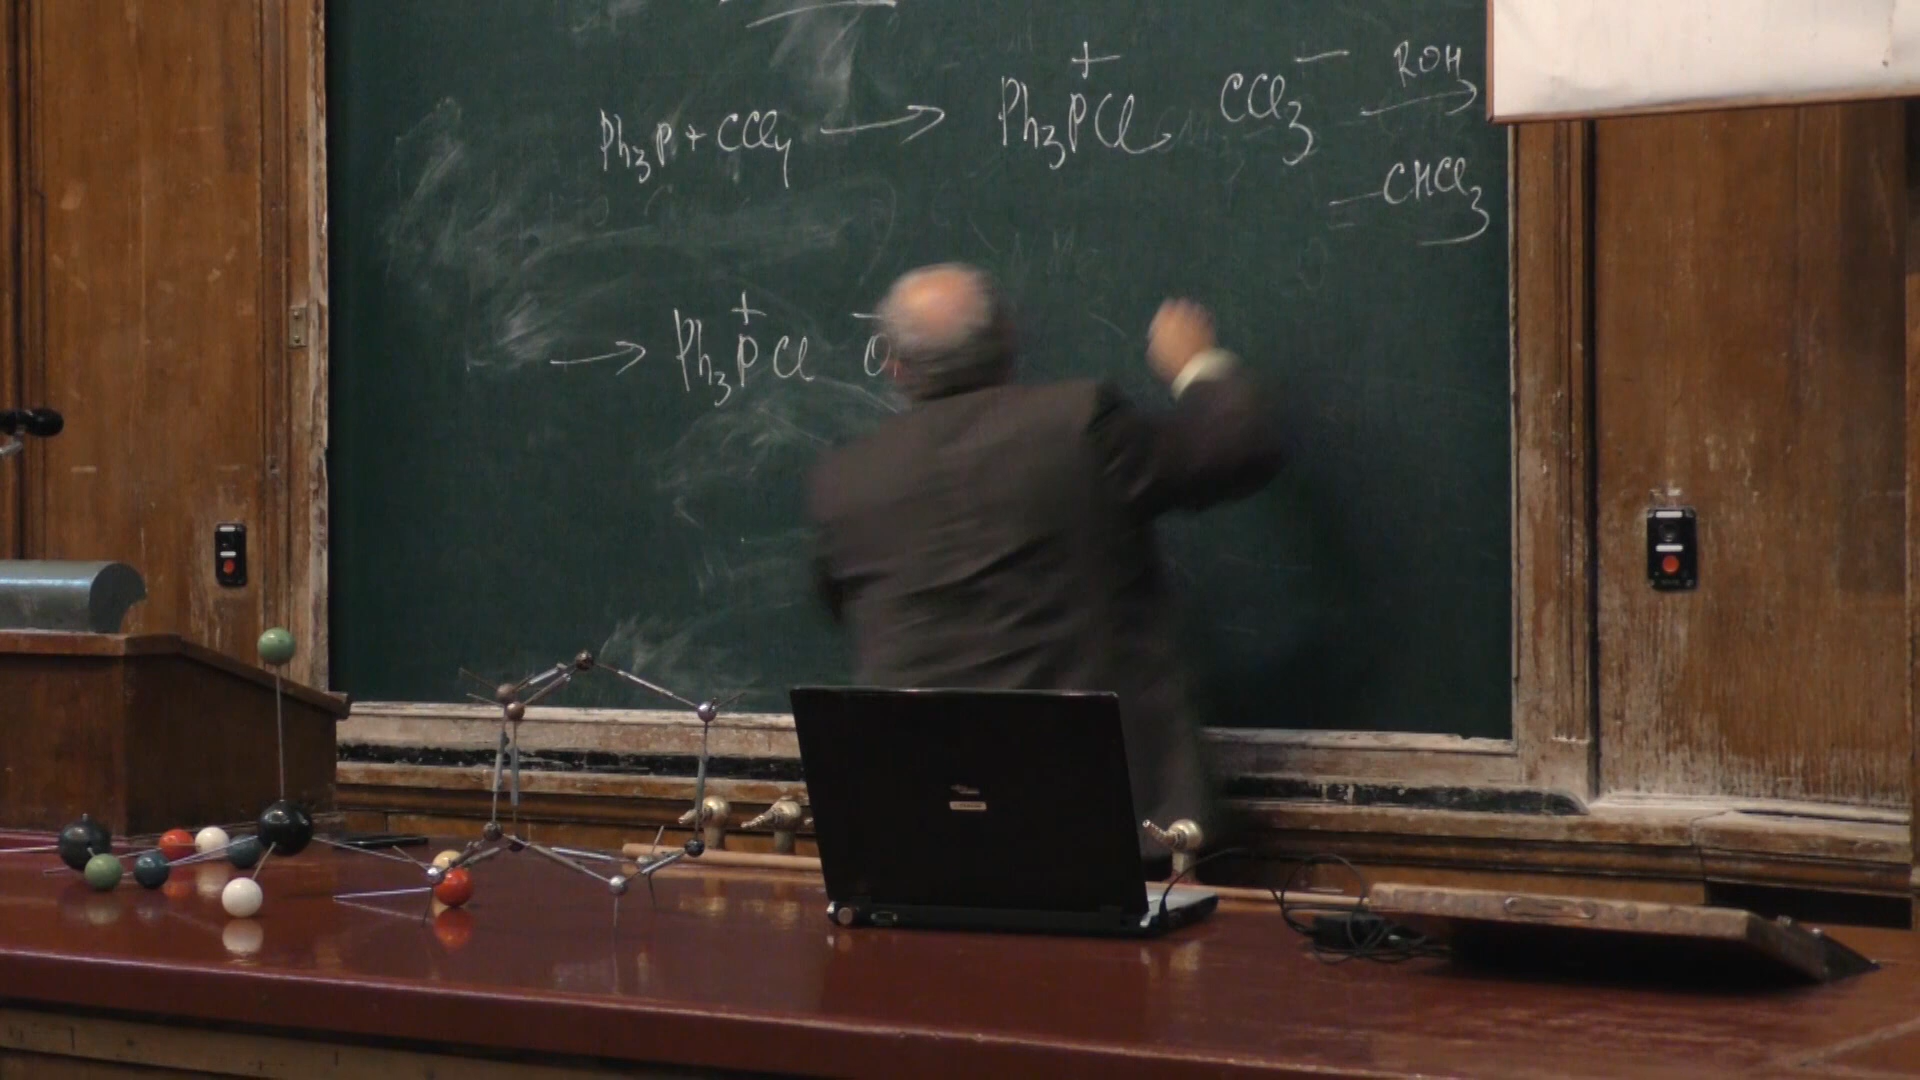 Ph₃P + CCl₄ → Ph₃P⁺Cl, CCl₃⁻ ROH →
– CHCl₃
→ Ph₃P⁺Cl